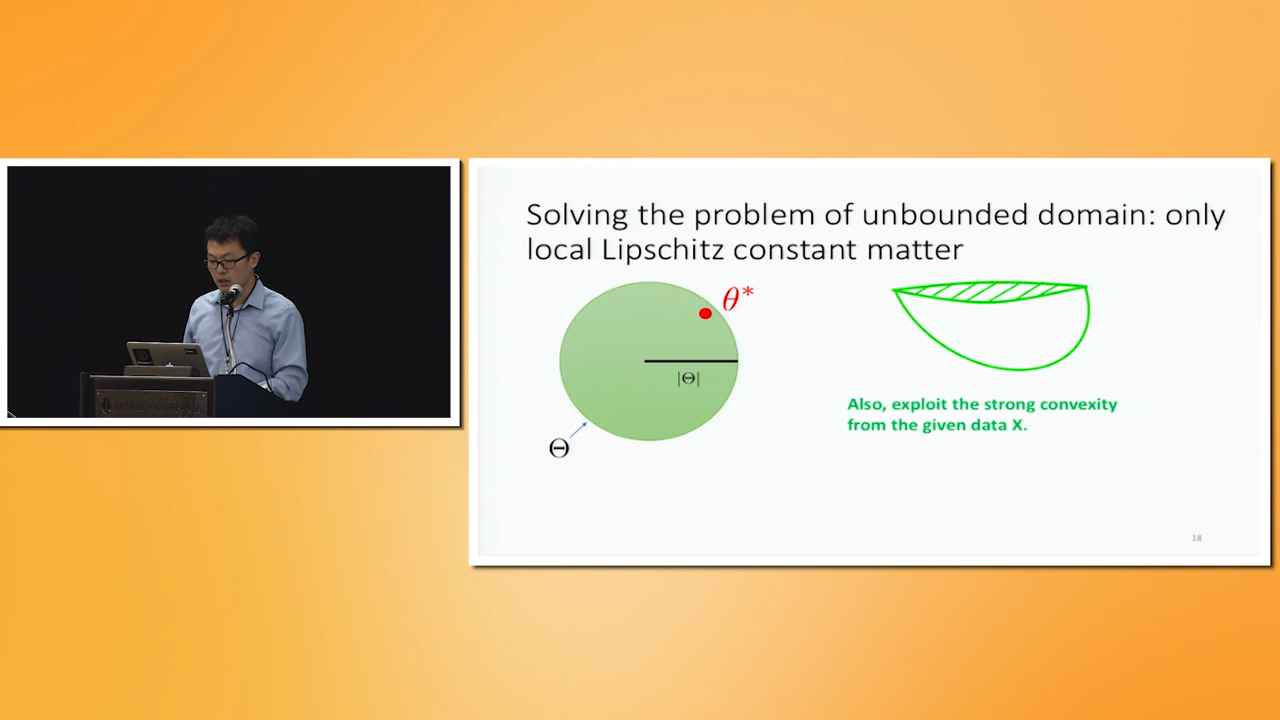 Solving the problem of unbounded domain: only
local Lipschitz constant matter
θ*
|Θ|
Θ
Also, exploit the strong convexity
from the given data X.
18